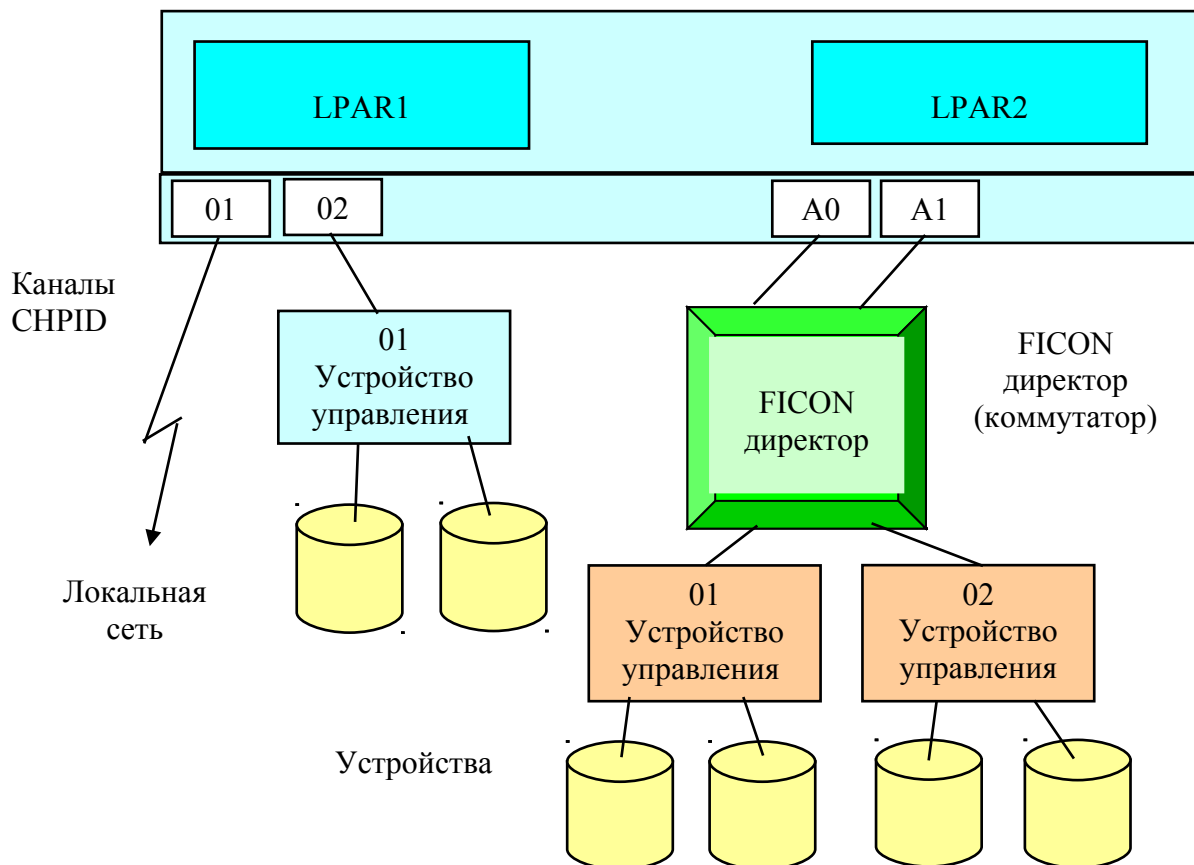 LPAR1
LPAR2
01
02
A0
A1
Каналы
CHPID
01
Устройство
управления
FICON
директор
FICON
директор
(коммутатор)
Локальная
сеть
01
Устройство
управления
02
Устройство
управления
Устройства